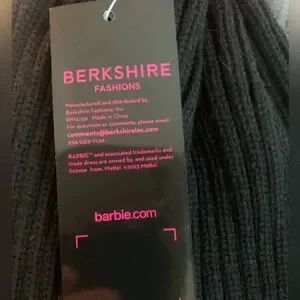 BERKSHIRE
FASHIONS
Manufactured and distributed by
Berkshire Fashions, Inc.
Made in China
For questions or comments, please email
comments@berkshireinc.com
BARBIE™ and associated trademarks and
trade dress are owned by, and used under
license from, Mattel. ©2023 Mattel.
barbie.com